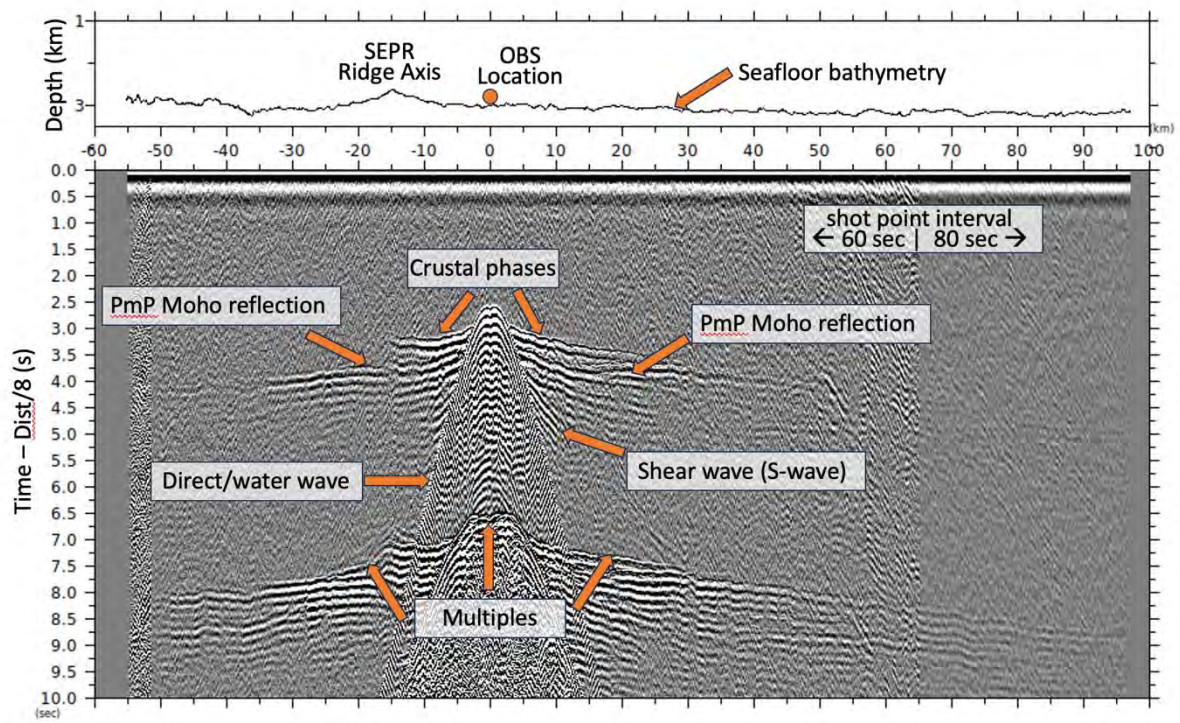 Depth (km)
1
3
SEPR
Ridge Axis
OBS
Location
Seafloor bathymetry
(km)
-60 -50 -40 -30 -20 -10 0 10 20 30 40 50 60 70 80 90 100
Time – Dist/8 (s)
0.0
0.5
1.0
1.5
2.0
2.5
3.0
3.5
4.0
4.5
5.0
5.5
6.0
6.5
7.0
7.5
8.0
8.5
9.0
9.5
10.0
(sec)
shot point interval
← 60 sec | 80 sec →
Crustal phases
PmP Moho reflection
PmP Moho reflection
Direct/water wave
Shear wave (S-wave)
Multiples